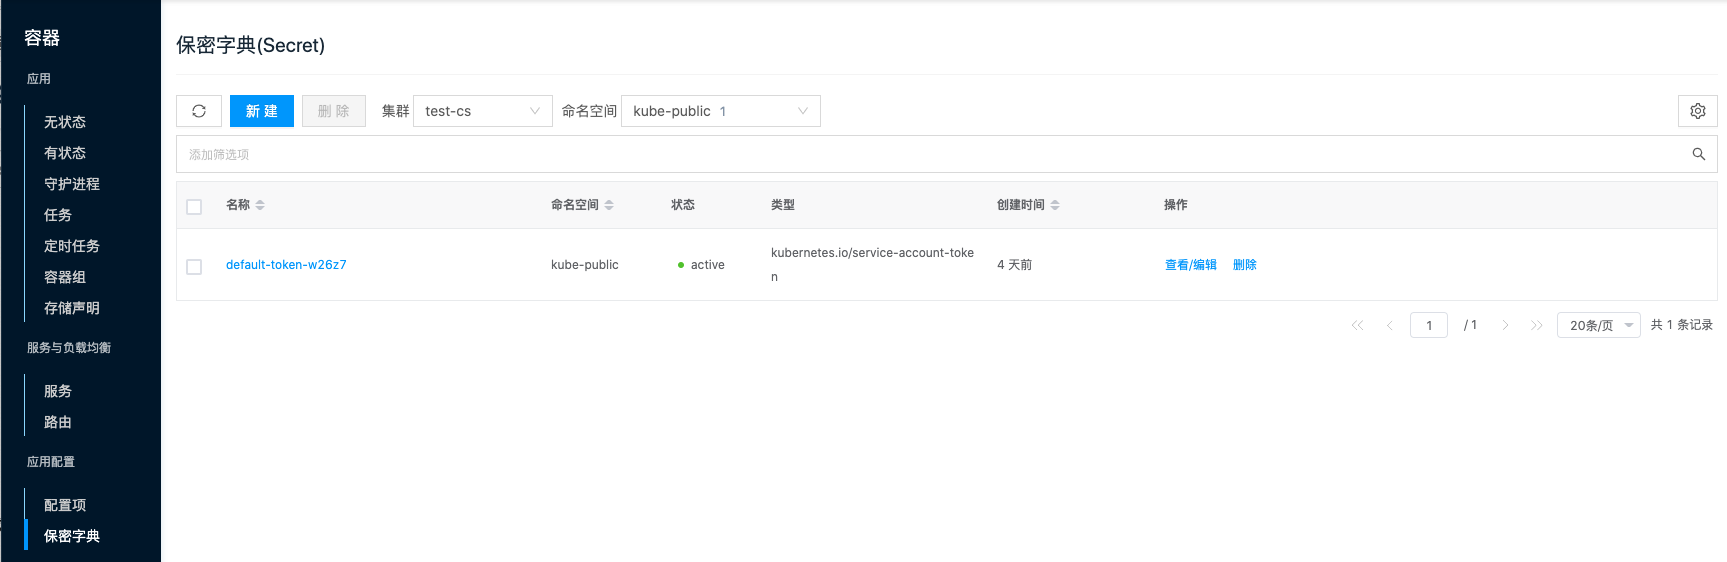 容器
应用
无状态
有状态
守护进程
任务
定时任务
容器组
存储声明
服务与负载均衡
服务
路由
应用配置
配置项
保密字典
保密字典(Secret)
新 建 删 除 集群 test-cs 命名空间 kube-public 1
添加筛选项
名称 命名空间 状态 类型 创建时间 操作
default-token-w26z7 kube-public active kubernetes.io/service-account-toke
n 4 天前 查看/编辑 删除
1 / 1 20条/页 共 1 条记录